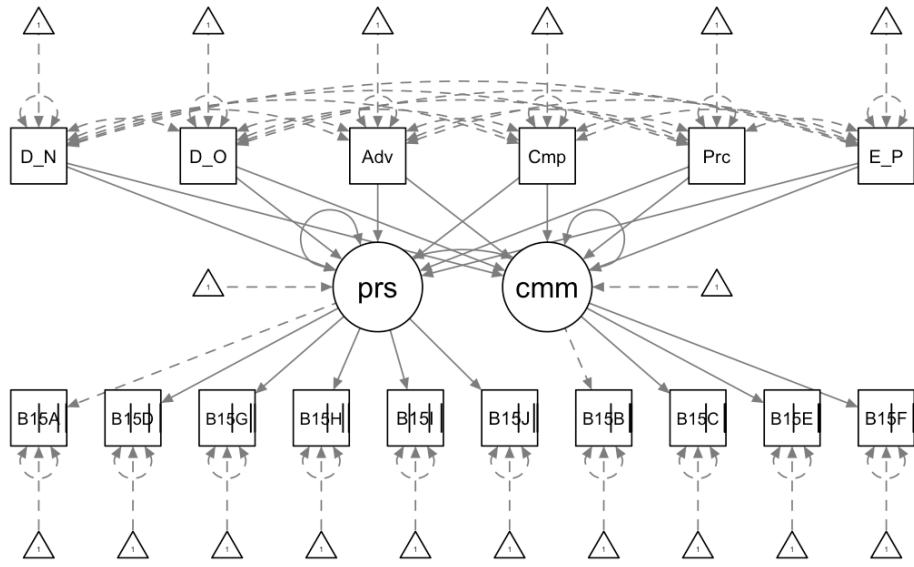 1 1 1 1 1 1
D_N D_O Adv Cmp Prc E_P
1 prs cmm 1
B15A B15D B15G B15H B15I B15J B15B B15C B15E B15F
1 1 1 1 1 1 1 1 1 1